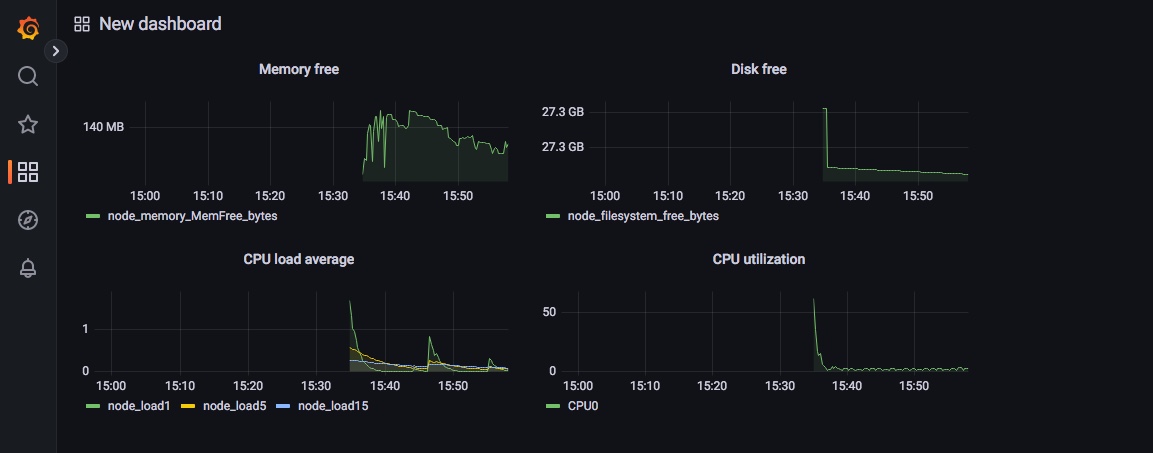 New dashboard
Memory free
140 MB
15:00 15:10 15:20 15:30 15:40 15:50
node_memory_MemFree_bytes
Disk free
27.3 GB
27.3 GB
15:00 15:10 15:20 15:30 15:40 15:50
node_filesystem_free_bytes
CPU load average
1
0
15:00 15:10 15:20 15:30 15:40 15:50
node_load1 node_load5 node_load15
CPU utilization
50
0
15:00 15:10 15:20 15:30 15:40 15:50
CPU0